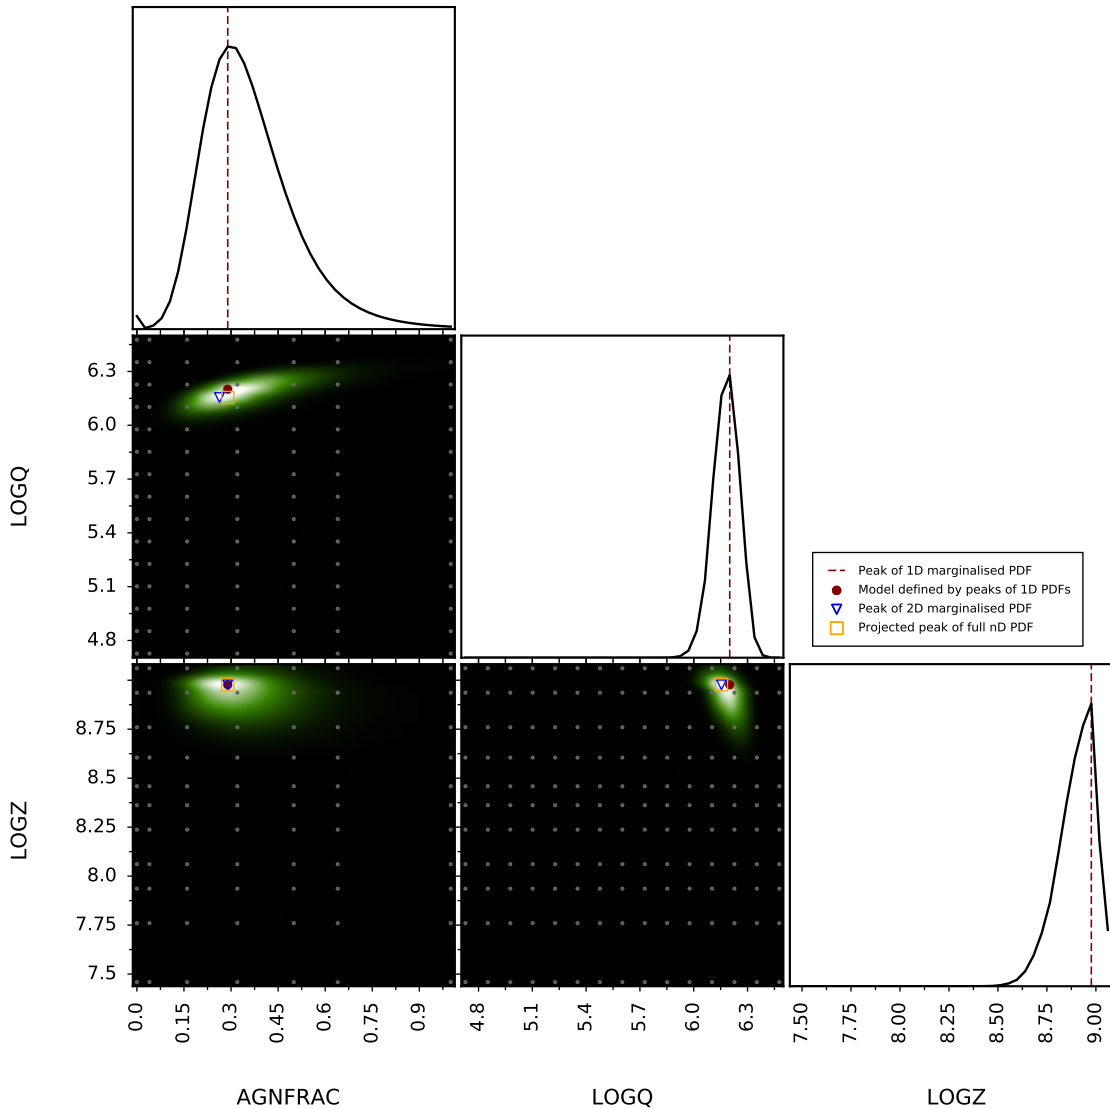 6.3
6.0
5.7
5.4
5.1
4.8
LOGQ
Peak of 1D marginalised PDF
Model defined by peaks of 1D PDFs
Peak of 2D marginalised PDF
Projected peak of full nD PDF
8.75
8.5
8.25
8.0
7.75
7.5
LOGZ
0.0 0.15 0.3 0.45 0.6 0.75 0.9
4.8 5.1 5.4 5.7 6.0 6.3
7.50 7.75 8.00 8.25 8.50 8.75 9.00
AGNFRAC LOGQ LOGZ